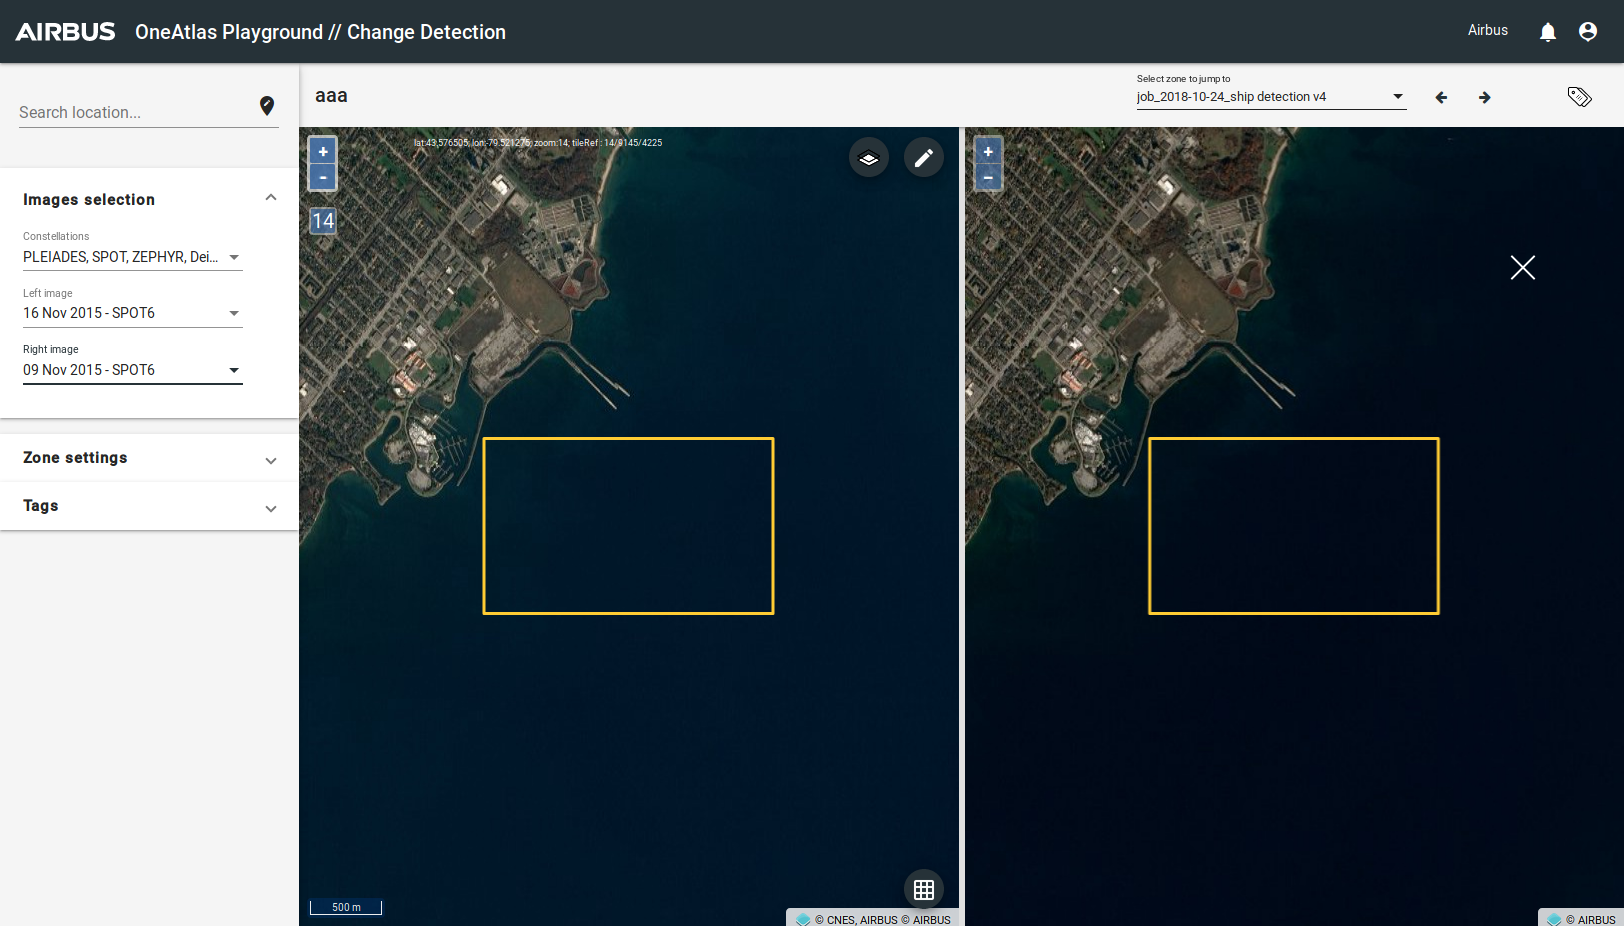 AIRBUS
OneAtlas Playground // Change Detection
Airbus
Search location...
aaa
Select zone to jump to
job_2018-10-24_ship detection v4
Images selection
Constellations
PLEIADES, SPOT, ZEPHYR, Dei...
Left image
16 Nov 2015 - SPOT6
Right image
09 Nov 2015 - SPOT6
Zone settings
Tags
+
-
14
lat:43,576505; lon:-79.521275; zoom:14; tileRef : 14/9145/4225
+
−
500 m
© CNES, AIRBUS © AIRBUS
© AIRBUS